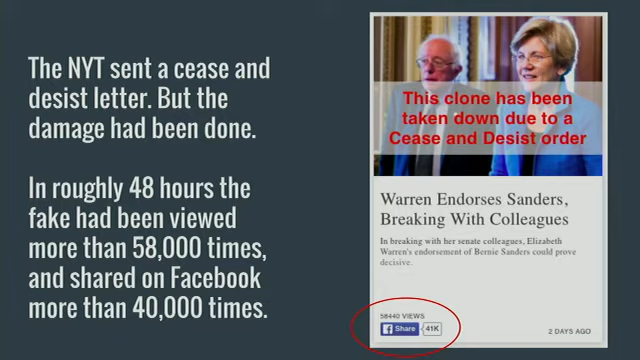 The NYT sent a cease and
desist letter. But the
damage had been done.
In roughly 48 hours the
fake had been viewed
more than 58,000 times,
and shared on Facebook
more than 40,000 times.
This clone has been
taken down due to a
Cease and Desist order
Warren Endorses Sanders,
Breaking With Colleagues
In breaking with her senate colleagues, Elizabeth
Warren's endorsement of Bernie Sanders could prove
decisive.
58440 VIEWS
Share 41K
2 DAYS AGO